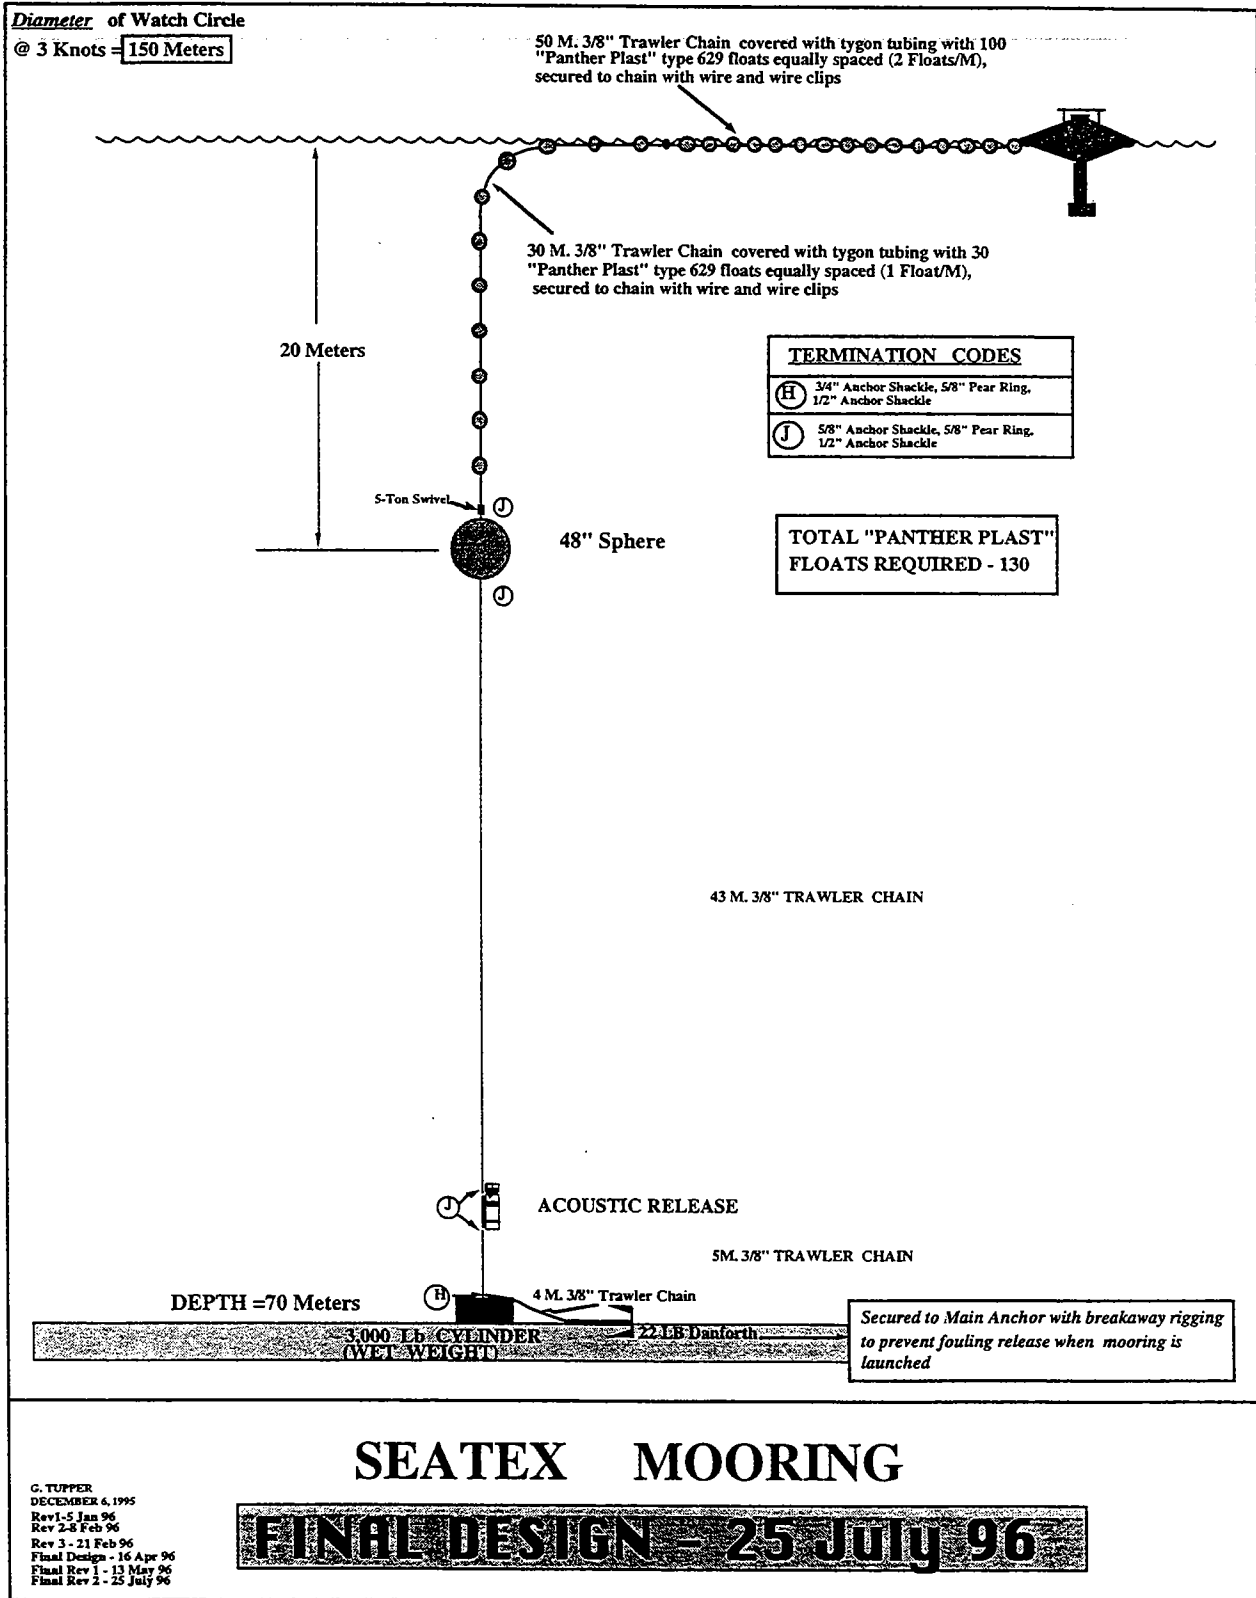 Diameter of Watch Circle
@ 3 Knots = 150 Meters
50 M. 3/8" Trawler Chain covered with tygon tubing with 100
"Panther Plast" type 629 floats equally spaced (2 Floats/M),
secured to chain with wire and wire clips
30 M. 3/8" Trawler Chain covered with tygon tubing with 30
"Panther Plast" type 629 floats equally spaced (1 Float/M),
secured to chain with wire and wire clips
20 Meters
TERMINATION CODES
H 3/4" Anchor Shackle, 5/8" Pear Ring,
1/2" Anchor Shackle
J 5/8" Anchor Shackle, 5/8" Pear Ring,
1/2" Anchor Shackle
5-Ton Swivel
J
48" Sphere
TOTAL "PANTHER PLAST"
FLOATS REQUIRED - 130
J
43 M. 3/8" TRAWLER CHAIN
J
ACOUSTIC RELEASE
5M. 3/8" TRAWLER CHAIN
H
4 M. 3/8" Trawler Chain
DEPTH =70 Meters
3,000 Lb CYLINDER
(WET WEIGHT)
22 LB Danforth
Secured to Main Anchor with breakaway rigging
to prevent fouling release when mooring is
launched
SEATEX MOORING
FINAL DESIGN - 25 July 96
G. TUPPER
DECEMBER 6, 1995
Rev1-5 Jan 96
Rev 2-8 Feb 96
Rev 3 - 21 Feb 96
Final Design - 16 Apr 96
Final Rev 1 - 13 May 96
Final Rev 2 - 25 July 96